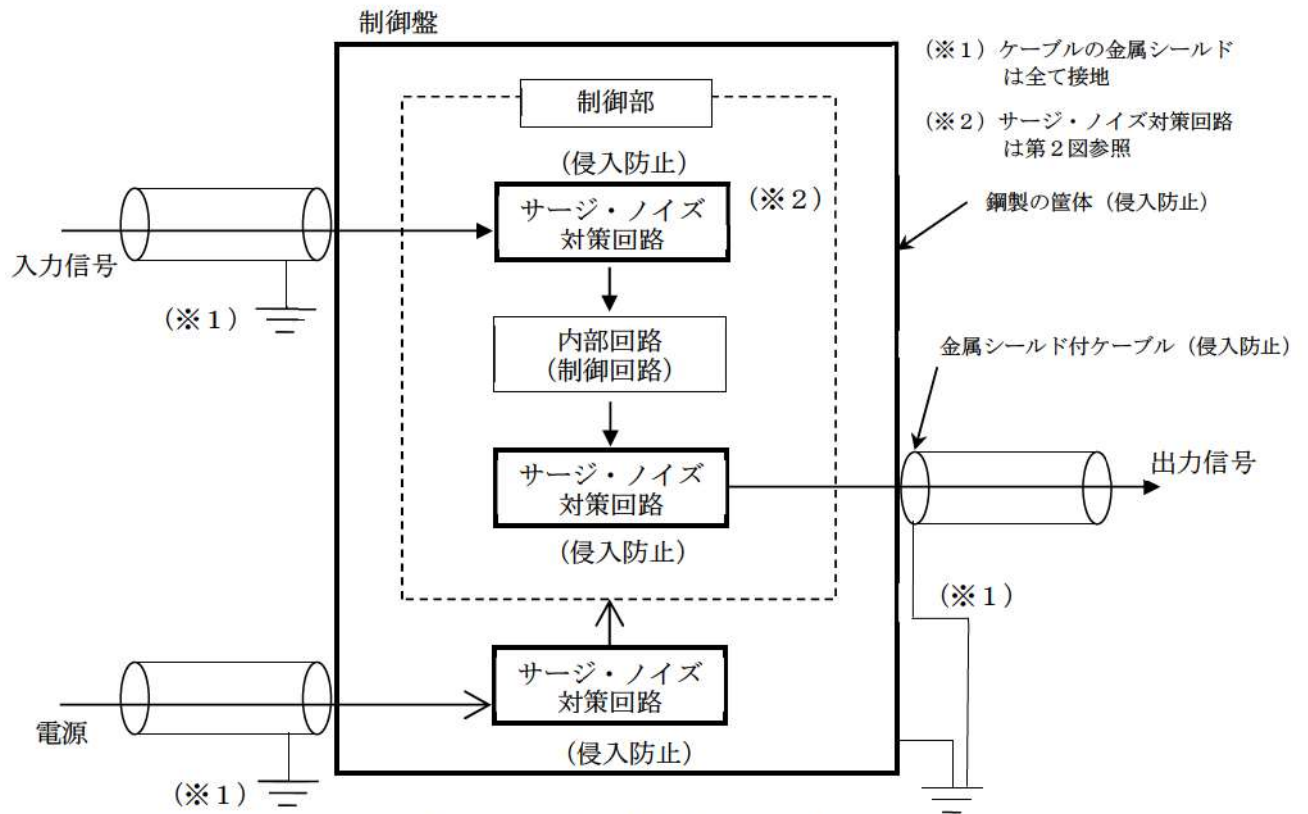 制御盤
(※1) ケーブルの金属シールド
は全て接地
(※2) サージ・ノイズ対策回路
は第2図参照
制御部
(侵入防止)
(※2)
サージ・ノイズ
対策回路
鋼製の筐体 (侵入防止)
入力信号
(※1)
内部回路
(制御回路)
金属シールド付ケーブル (侵入防止)
サージ・ノイズ
対策回路
(侵入防止)
出力信号
(※1)
サージ・ノイズ
対策回路
(侵入防止)
電源
(※1)